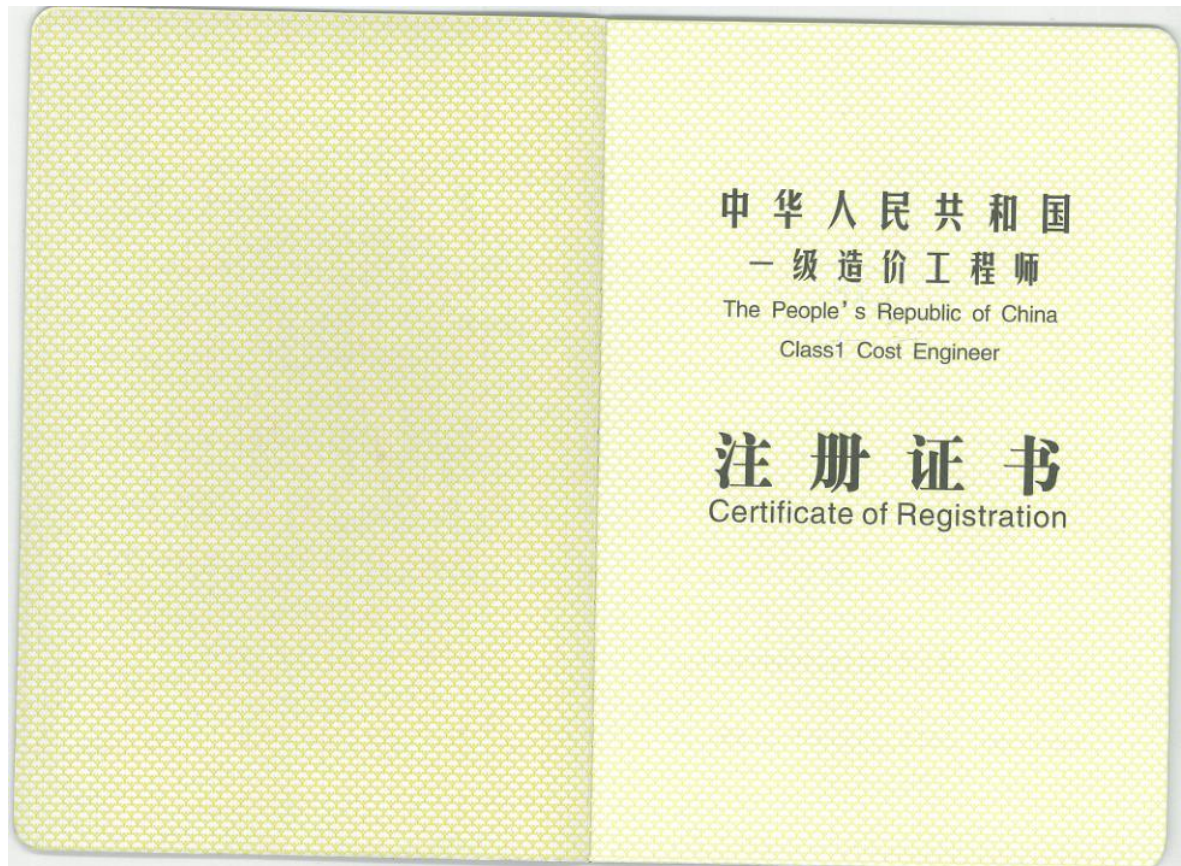 中华人民共和国
一级造价工程师
The People's Republic of China
Class1 Cost Engineer
注册证书
Certificate of Registration